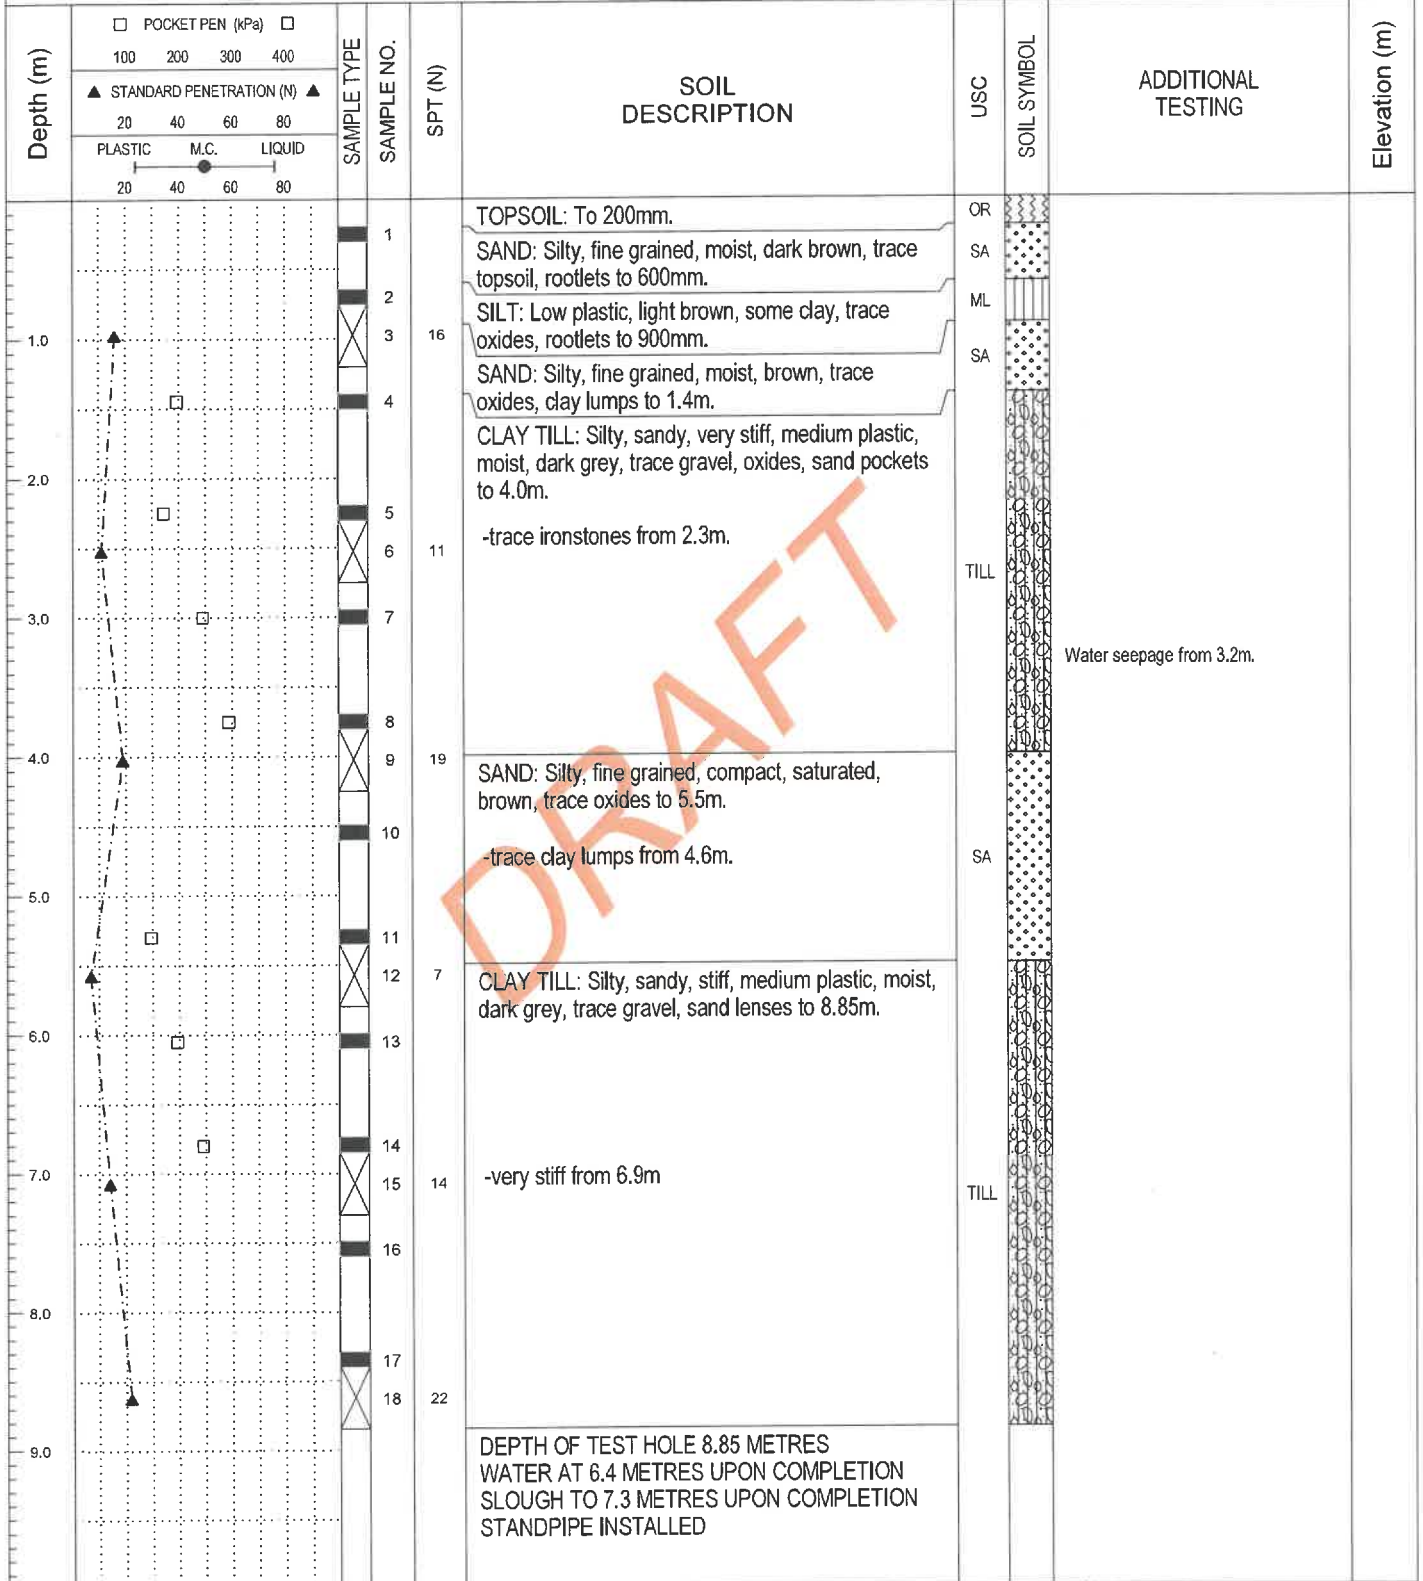 Depth (m)
POCKET PEN (kPa)
100 200 300 400
STANDARD PENETRATION (N)
20 40 60 80
PLASTIC M.C. LIQUID
20 40 60 80
SAMPLE TYPE
SAMPLE NO.
SPT (N)
SOIL
DESCRIPTION
USC
SOIL SYMBOL
ADDITIONAL
TESTING
Elevation (m)
TOPSOIL: To 200mm.
OR
1
SAND: Silty, fine grained, moist, dark brown, trace
topsoil, rootlets to 600mm.
SA
2
SILT: Low plastic, light brown, some clay, trace
oxides, rootlets to 900mm.
ML
1.0
3
16
SAND: Silty, fine grained, moist, brown, trace
oxides, clay lumps to 1.4m.
SA
4
CLAY TILL: Silty, sandy, very stiff, medium plastic,
moist, dark grey, trace gravel, oxides, sand pockets
to 4.0m.
2.0
5
-trace ironstones from 2.3m.
6
11
TILL
3.0
7
Water seepage from 3.2m.
8
4.0
9
19
SAND: Silty, fine grained, compact, saturated,
brown, trace oxides to 5.5m.
10
-trace clay lumps from 4.6m.
SA
5.0
11
12
7
CLAY TILL: Silty, sandy, stiff, medium plastic, moist,
dark grey, trace gravel, sand lenses to 8.85m.
6.0
13
14
7.0
15
14
-very stiff from 6.9m
TILL
16
8.0
17
18
22
9.0
DEPTH OF TEST HOLE 8.85 METRES
WATER AT 6.4 METRES UPON COMPLETION
SLOUGH TO 7.3 METRES UPON COMPLETION
STANDPIPE INSTALLED
DRAFT